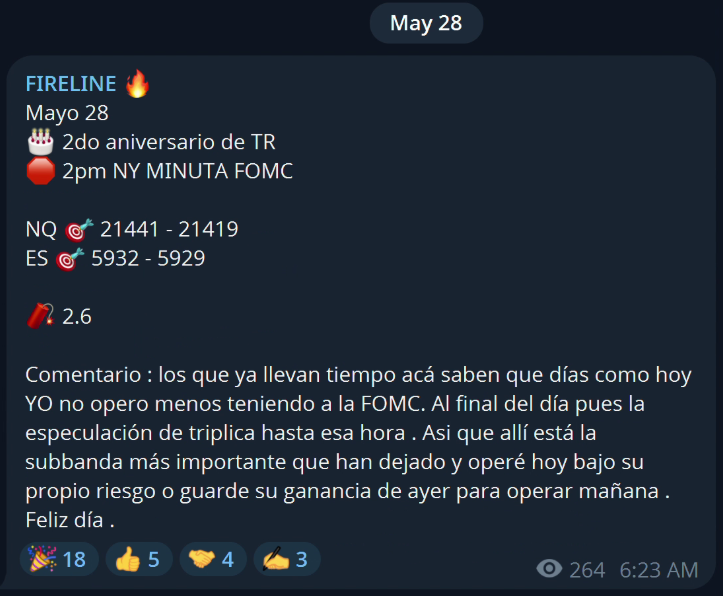 May 28
FIRELINE 🔥
Mayo 28
🎂 2do aniversario de TR
🛑 2pm NY MINUTA FOMC
NQ 🎯 21441 - 21419
ES 🎯 5932 - 5929
🧨 2.6
Comentario : los que ya llevan tiempo acá saben que días como hoy
YO no opero menos teniendo a la FOMC. Al final del día pues la
especulación de triplica hasta esa hora . Asi que allí está la
subbanda más importante que han dejado y operé hoy bajo su
propio riesgo o guarde su ganancia de ayer para operar mañana .
Feliz día .
🎉 18 👍 5 🤝 4 ✍️ 3 264 6:23 AM